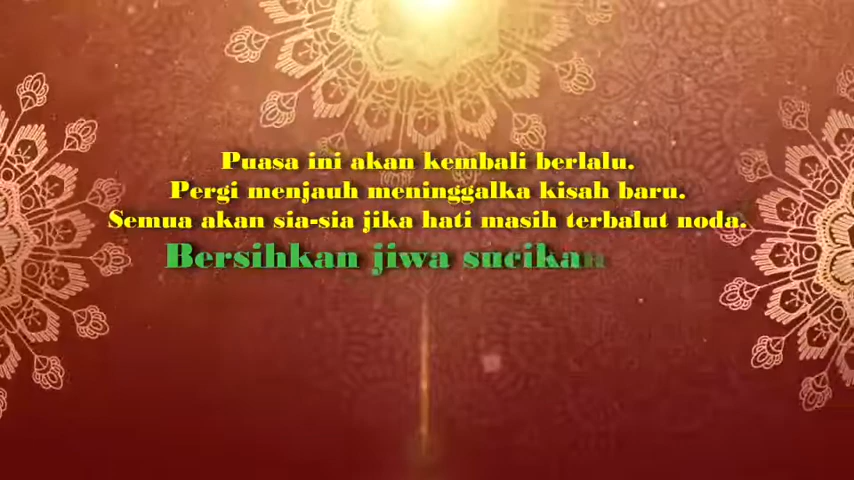 Puasa ini akan kembali berlalu.
Pergi menjauh meninggalka kisah baru.
Semua akan sia-sia jika hati masih terbalut noda.
Bersihkan jiwa sucikan